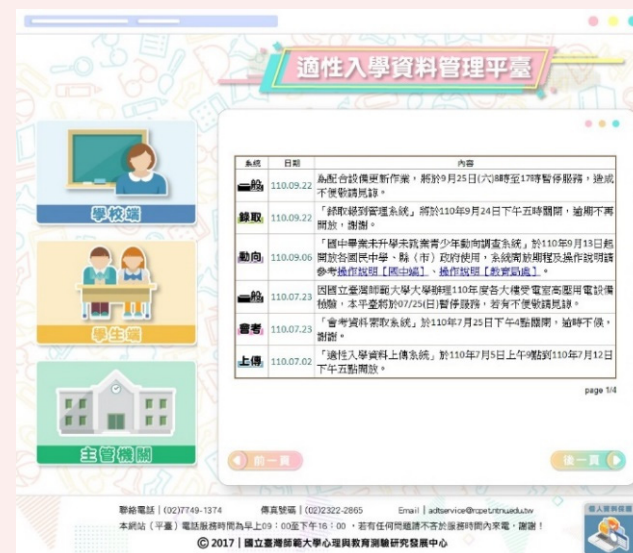 適性入學資料管理平臺
學校端
學生端
主管機關
系統 日期 內容
一般 110.09.22 為配合設備更新作業，將於9月25日(六)8時至17時暫停服務，造成
不便敬請見諒。
錄取 110.09.22 「錄取報到管理系統」將於110年9月24日下午五時關閉，逾期不再
開放，謝謝。
動向 110.09.06 「國中畢業未升學未就業青少年動向調查系統」於110年9月13日起
開放各國民中學、縣（市）政府使用，系統開放期程及操作說明請
參考操作說明【國中端】、操作說明【教育局處】。
一般 110.07.23 因國立臺灣師範大學大學辦理110年度各大樓受電室高壓用電設備
檢驗，本平臺將於07/25(日)暫停服務，若有不便敬請見諒。
會考 110.07.23 「會考資料索取系統」於110年7月25日下午4點關閉，逾時不候，
謝謝。
上傳 110.07.02 「適性入學資料上傳系統」於110年7月5日上午9點到110年7月12日
下午五點開放。
page 1/4
前一頁
後一頁
聯絡電話｜(02)7749-1374 傳真號碼｜(02)2322-2865 Email｜adtservice@rcpet.ntnu.edu.tw
本網站（平臺）電話服務時間為早上09：00至下午18：00，若有任何問題請不吝於服務時間內來電，謝謝！
© 2017｜國立臺灣師範大學心理與教育測驗研究發展中心
個人資料保護